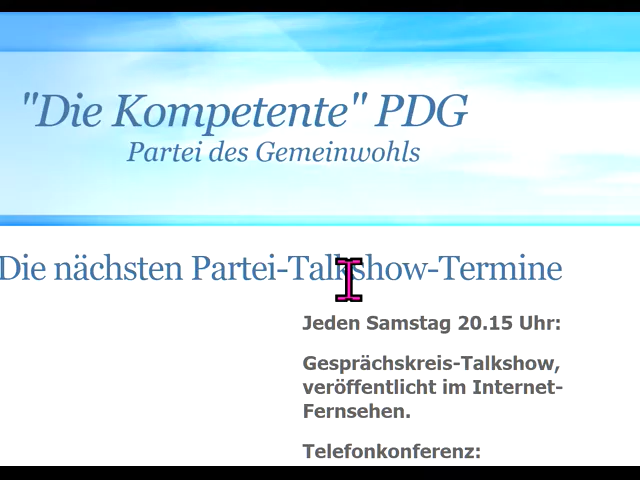 "Die Kompetente" PDG
Partei des Gemeinwohls
Die nächsten Partei-Talkshow-Termine
Jeden Samstag 20.15 Uhr:
Gesprächskreis-Talkshow,
veröffentlicht im Internet-
Fernsehen.
Telefonkonferenz: